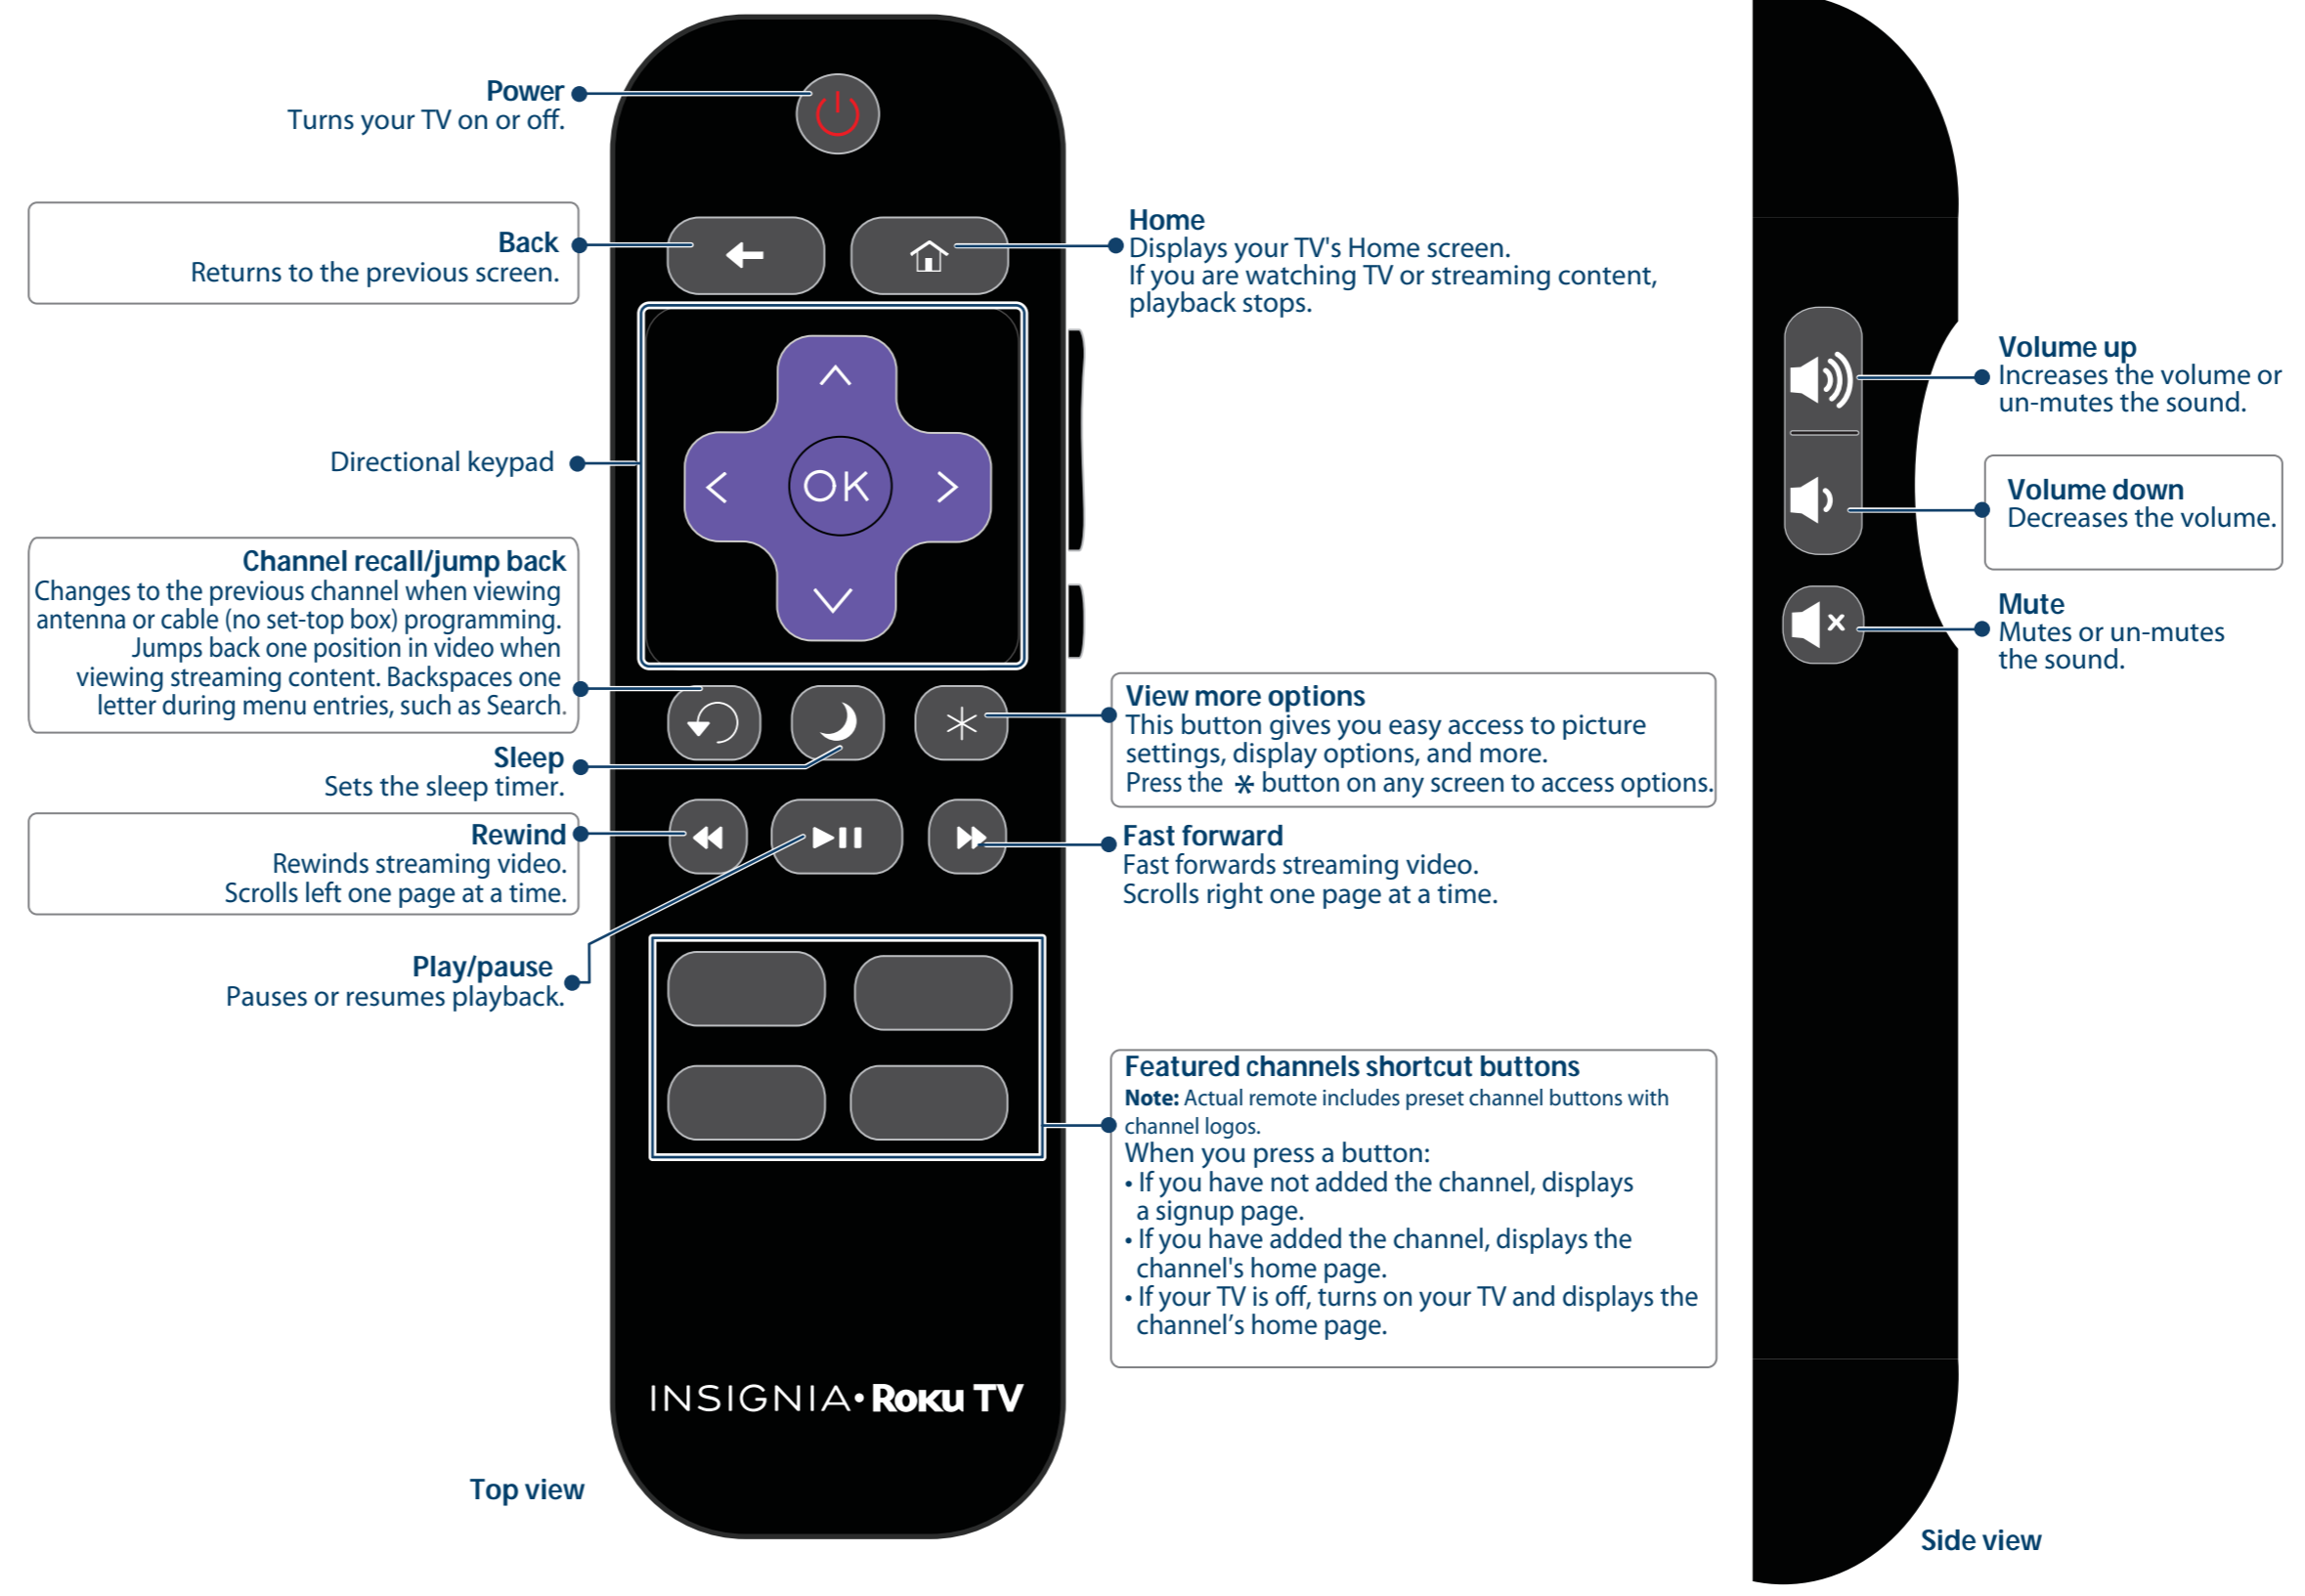 Power
Turns your TV on or off.
Back
Returns to the previous screen.
Home
Displays your TV's Home screen.
If you are watching TV or streaming content,
playback stops.
Directional keypad
OK
Channel recall/jump back
Changes to the previous channel when viewing
antenna or cable (no set-top box) programming.
Jumps back one position in video when
viewing streaming content. Backspaces one
letter during menu entries, such as Search.
Sleep
Sets the sleep timer.
View more options
This button gives you easy access to picture
settings, display options, and more.
Press the * button on any screen to access options.
Rewind
Rewinds streaming video.
Scrolls left one page at a time.
Fast forward
Fast forwards streaming video.
Scrolls right one page at a time.
Play/pause
Pauses or resumes playback.
Featured channels shortcut buttons
Note: Actual remote includes preset channel buttons with
channel logos.
When you press a button:
• If you have not added the channel, displays
a signup page.
• If you have added the channel, displays the
channel's home page.
• If your TV is off, turns on your TV and displays the
channel’s home page.
INSIGNIA • Roku TV
Top view
Volume up
Increases the volume or
un-mutes the sound.
Volume down
Decreases the volume.
Mute
Mutes or un-mutes
the sound.
Side view